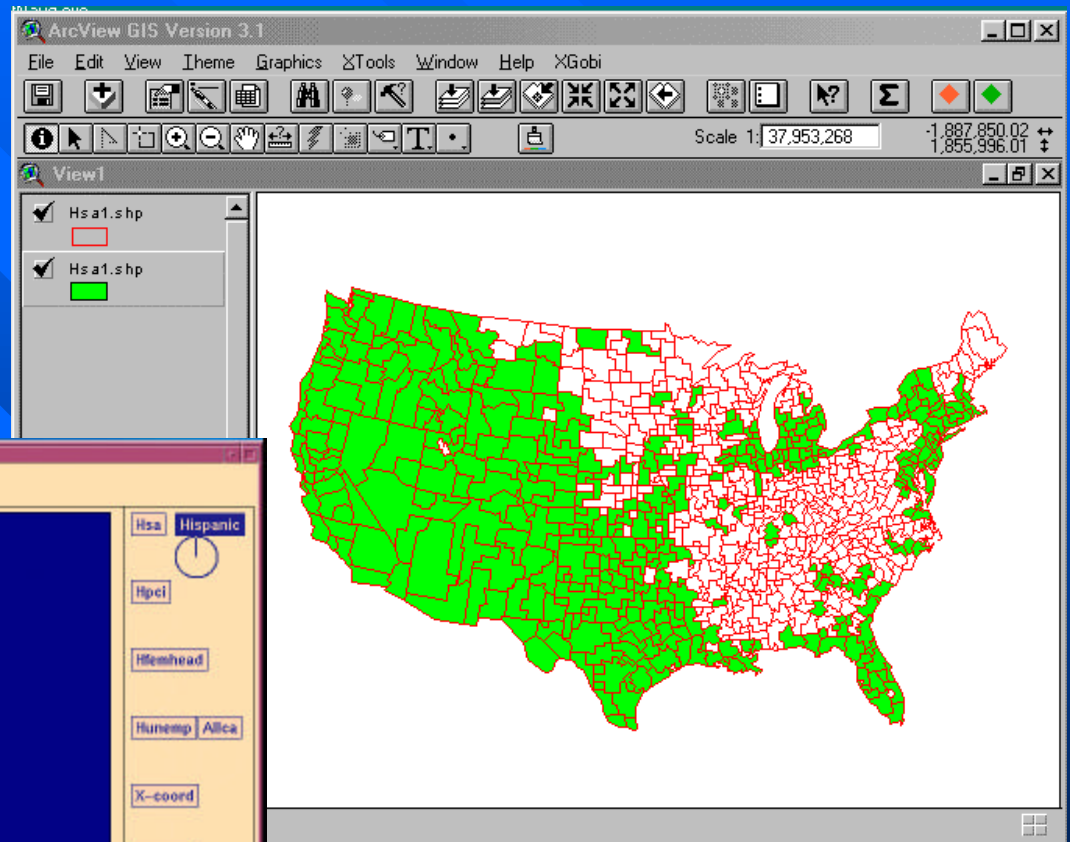 ArcView GIS Version 3.1
File Edit View Theme Graphics XTools Window Help XGobi
Scale 1: 37,953,268
-1,887,850.02
1,855,996.01
T
View1
Hsa1.shp
Hsa1.shp
Hsa Hispanic
Hpci
Hfemhead
Hunemp Allca
X-coord